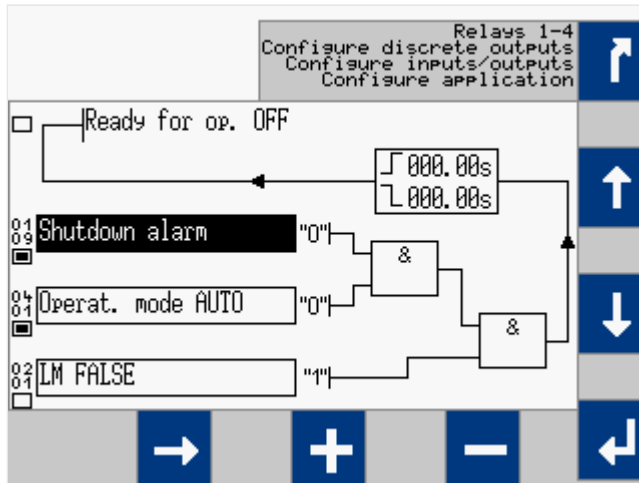 Relays 1-4
Configure discrete outputs
Configure inputs/outputs
Configure application
Ready for op. OFF
000.00s
000.00s
01
09
Shutdown alarm "0"
&
04
01
Operat. mode AUTO "0"
&
02
01
LM FALSE "1"